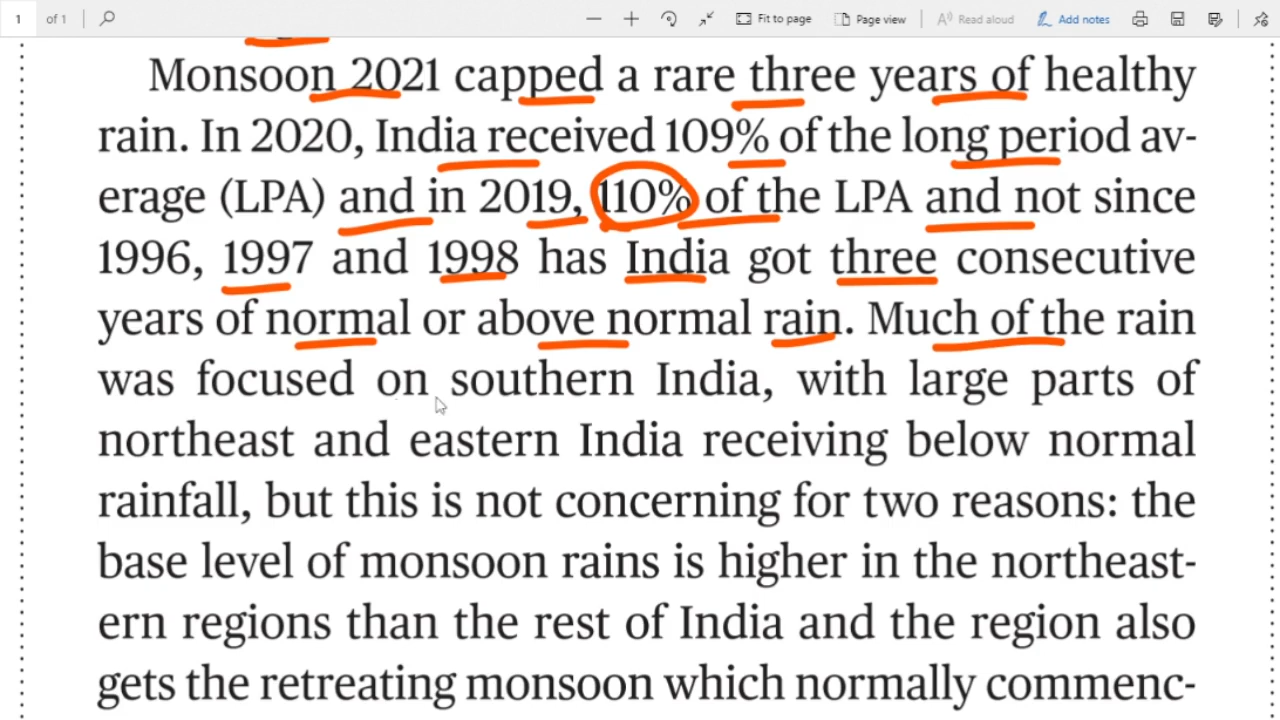 1 of 1 Fit to page Page view Read aloud Add notes
Monsoon 2021 capped a rare three years of healthy
rain. In 2020, India received 109% of the long period av-
erage (LPA) and in 2019, 110% of the LPA and not since
1996, 1997 and 1998 has India got three consecutive
years of normal or above normal rain. Much of the rain
was focused on southern India, with large parts of
northeast and eastern India receiving below normal
rainfall, but this is not concerning for two reasons: the
base level of monsoon rains is higher in the northeast-
ern regions than the rest of India and the region also
gets the retreating monsoon which normally commenc-